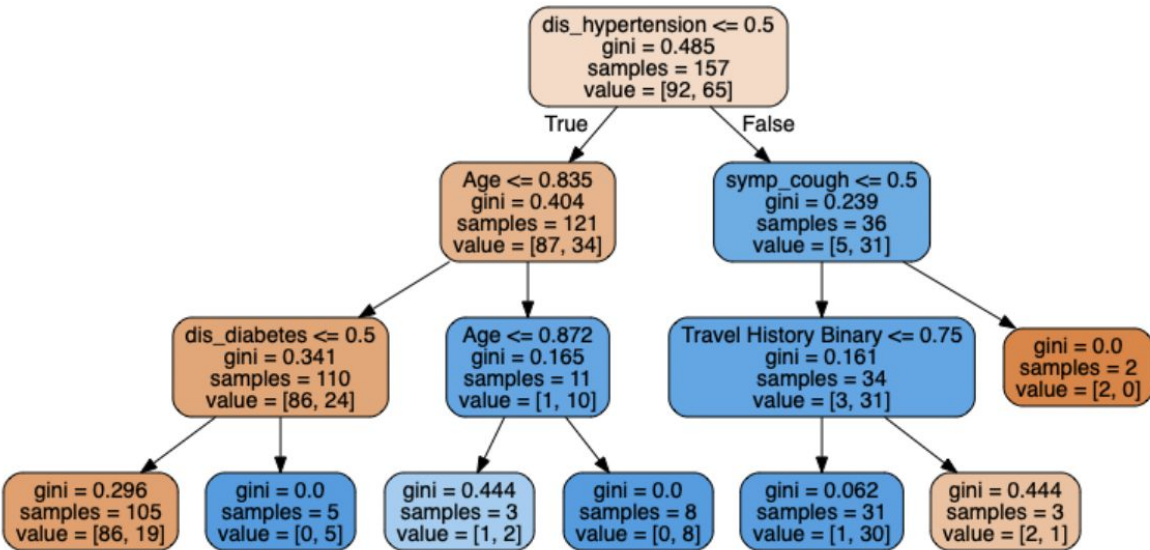 dis_hypertension <= 0.5
gini = 0.485
samples = 157
value = [92, 65]
True
False
Age <= 0.835
gini = 0.404
samples = 121
value = [87, 34]
symp_cough <= 0.5
gini = 0.239
samples = 36
value = [5, 31]
dis_diabetes <= 0.5
gini = 0.341
samples = 110
value = [86, 24]
Age <= 0.872
gini = 0.165
samples = 11
value = [1, 10]
Travel History Binary <= 0.75
gini = 0.161
samples = 34
value = [3, 31]
gini = 0.0
samples = 2
value = [2, 0]
gini = 0.296
samples = 105
value = [86, 19]
gini = 0.0
samples = 5
value = [0, 5]
gini = 0.444
samples = 3
value = [1, 2]
gini = 0.0
samples = 8
value = [0, 8]
gini = 0.062
samples = 31
value = [1, 30]
gini = 0.444
samples = 3
value = [2, 1]